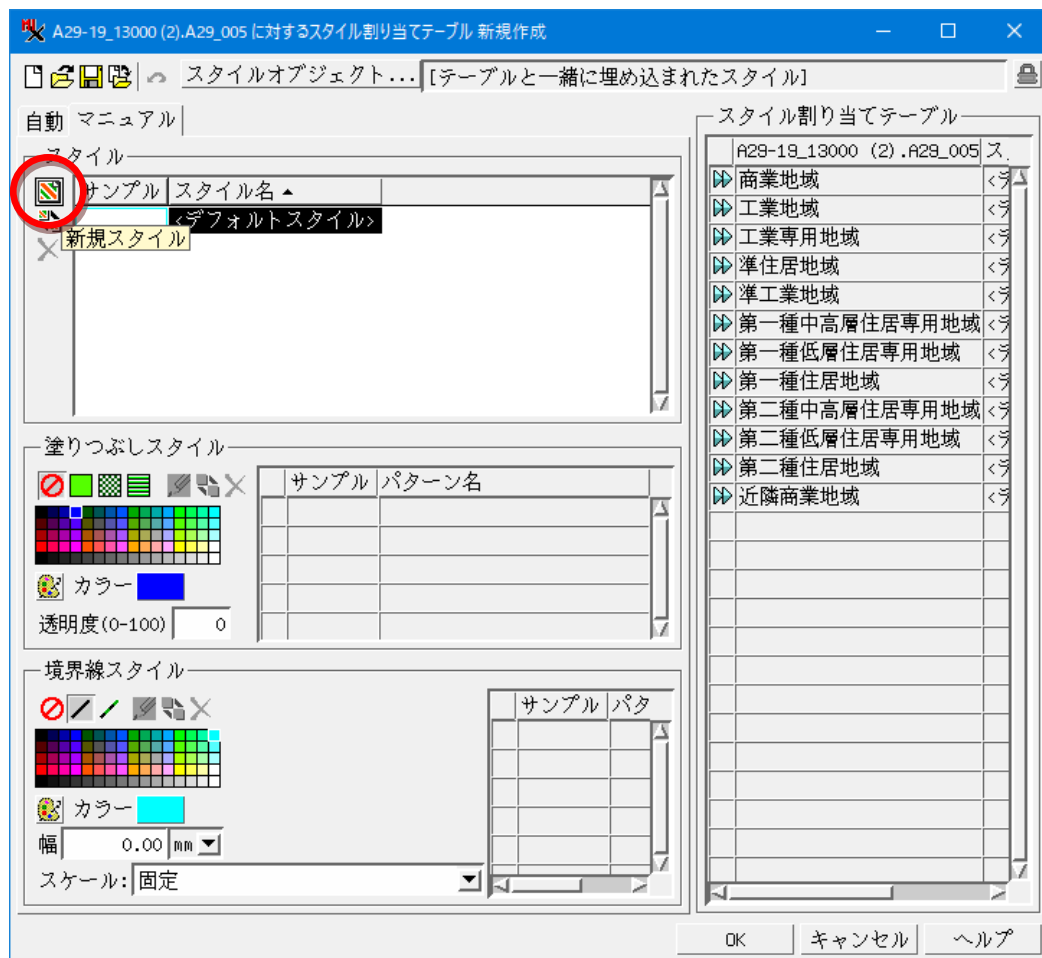 A29-19_13000 (2).A29_005 に対するスタイル割り当てテーブル 新規作成
スタイルオブジェクト... [テーブルと一緒に埋め込まれたスタイル]
自動 マニュアル
スタイル
サンプル スタイル名
<デフォルトスタイル>
新規スタイル
塗りつぶしスタイル
サンプル パターン名
カラー
透明度(0-100) 0
境界線スタイル
サンプル パタ
カラー
幅 0.00 mm
スケール: 固定
スタイル割り当てテーブル
A29-19_13000 (2).A29_005 ス
商業地域 <デ
工業地域 <デ
工業専用地域 <デ
準住居地域 <デ
準工業地域 <デ
第一種中高層住居専用地域 <デ
第一種低層住居専用地域 <デ
第一種住居地域 <デ
第二種中高層住居専用地域 <デ
第二種低層住居専用地域 <デ
第二種住居地域 <デ
近隣商業地域 <デ
OK キャンセル ヘルプ